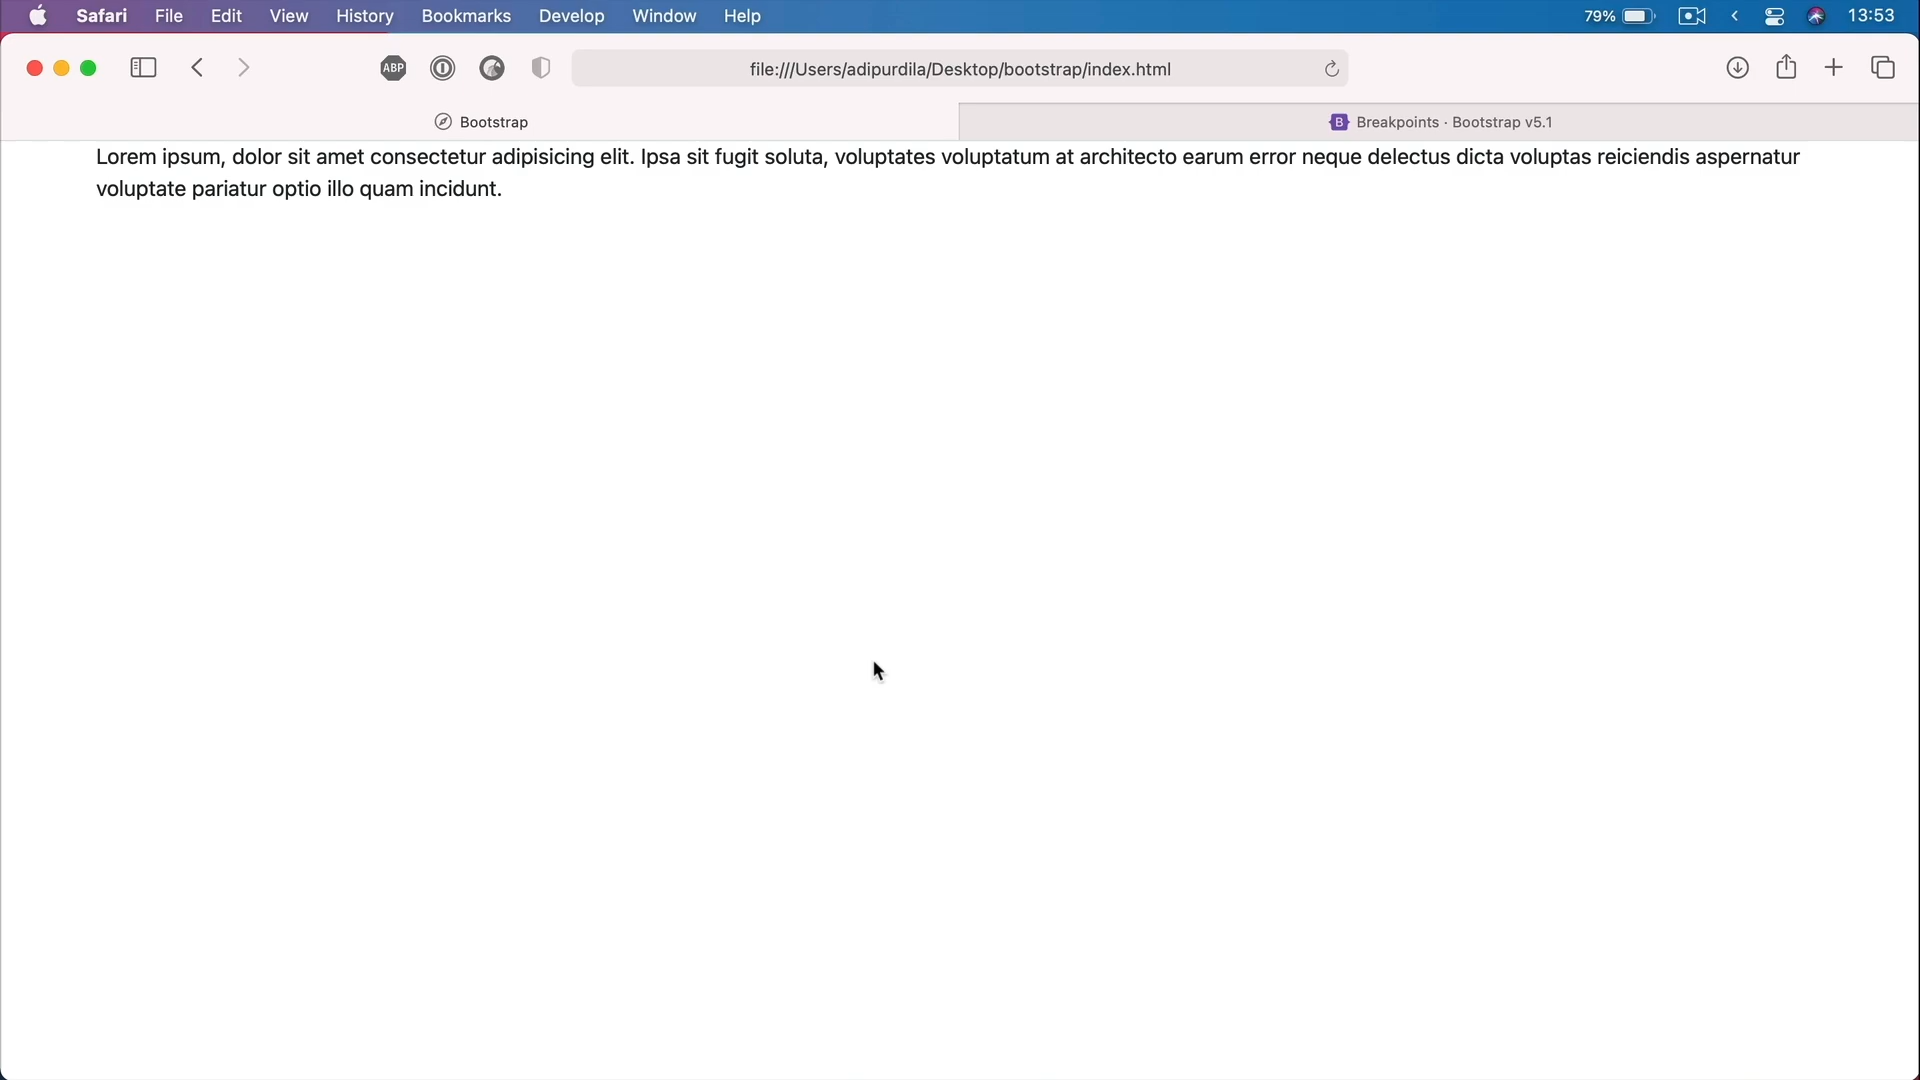 Safari File Edit View History Bookmarks Develop Window Help 79% 13:53
ABP file:///Users/adipurdila/Desktop/bootstrap/index.html
Bootstrap B Breakpoints · Bootstrap v5.1
Lorem ipsum, dolor sit amet consectetur adipisicing elit. Ipsa sit fugit soluta, voluptates voluptatum at architecto earum error neque delectus dicta voluptas reiciendis aspernatur
voluptate pariatur optio illo quam incidunt.